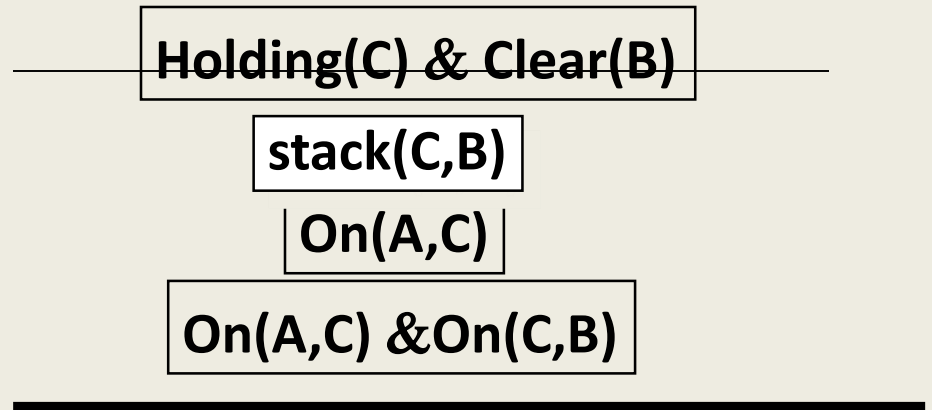 Holding(C) & Clear(B)
stack(C,B)
On(A,C)
On(A,C) &On(C,B)